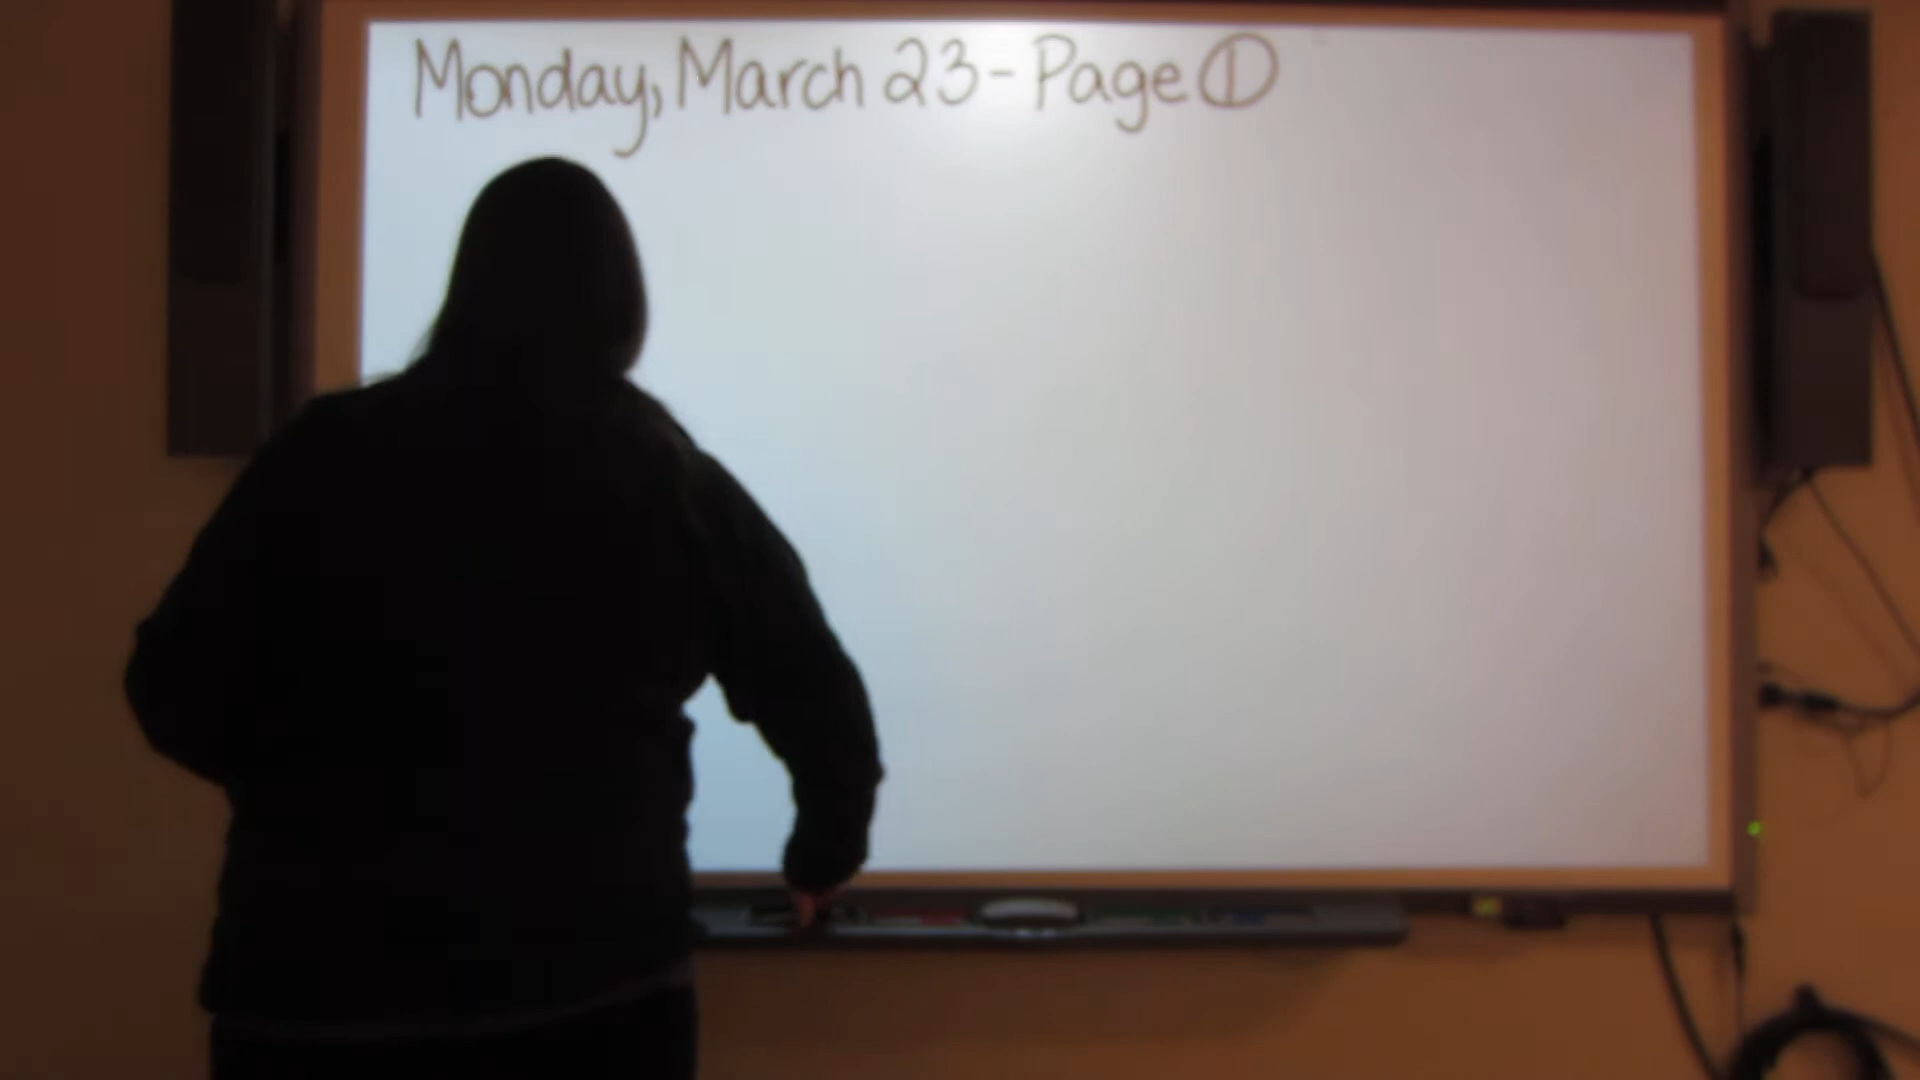 Monday, March 23 - Page ①